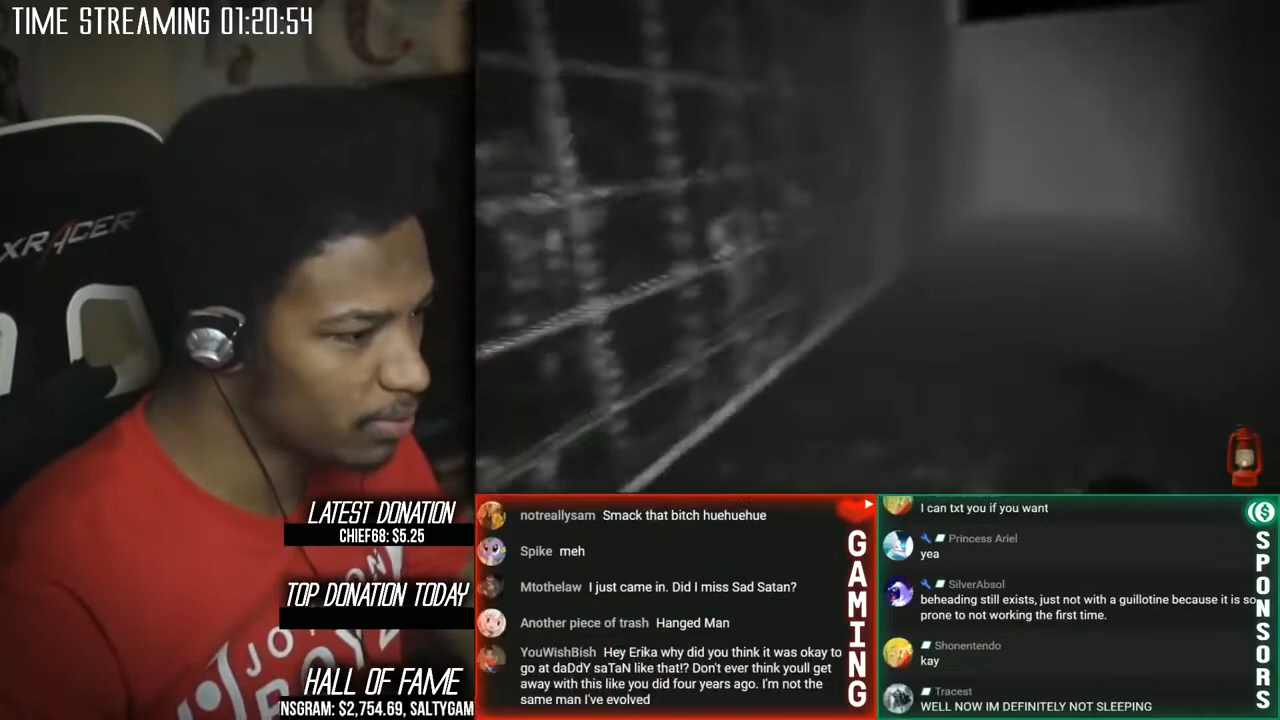 TIME STREAMING 01:20:54
XRACER
LATEST DONATION
CHIEF68: $5.25
TOP DONATION TODAY
HALL OF FAME
NSGRAM: $2,754.69, SALTYGAM
notreallysam Smack that bitch huehuehue
Spike meh
Mtothelaw I just came in. Did I miss Sad Satan?
Another piece of trash Hanged Man
YouWishBish Hey Erika why did you think it was okay to
go at daDdY saTaN like that!? Don't ever think youll get
away with this like you did four years ago. I'm not the
same man I've evolved
GAMING
I can txt you if you want
Princess Ariel
yea
SilverAbsol
beheading still exists, just not with a guillotine because it is so
prone to not working the first time.
Shonentendo
kay
Tracest
WELL NOW IM DEFINITELY NOT SLEEPING
SPONSORS